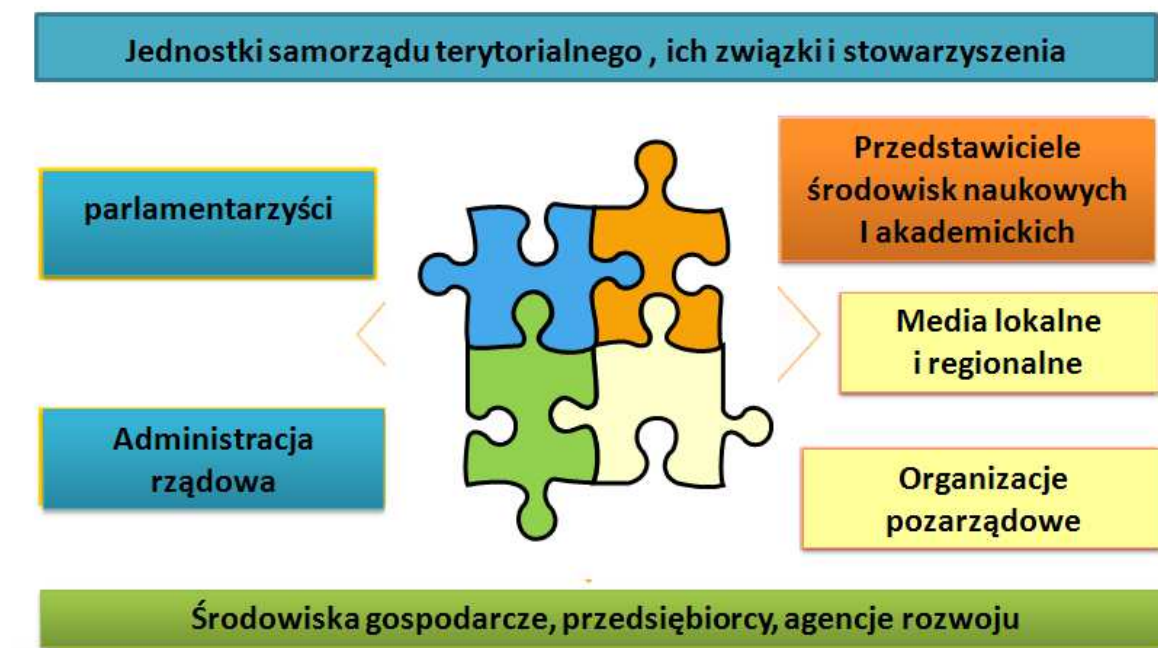 Jednostki samorządu terytorialnego , ich związki i stowarzyszenia
parlamentarzyści
Przedstawiciele
środowisk naukowych
I akademickich
Media lokalne
i regionalne
Administracja
rządowa
Organizacje
pozarządowe
Środowiska gospodarcze, przedsiębiorcy, agencje rozwoju